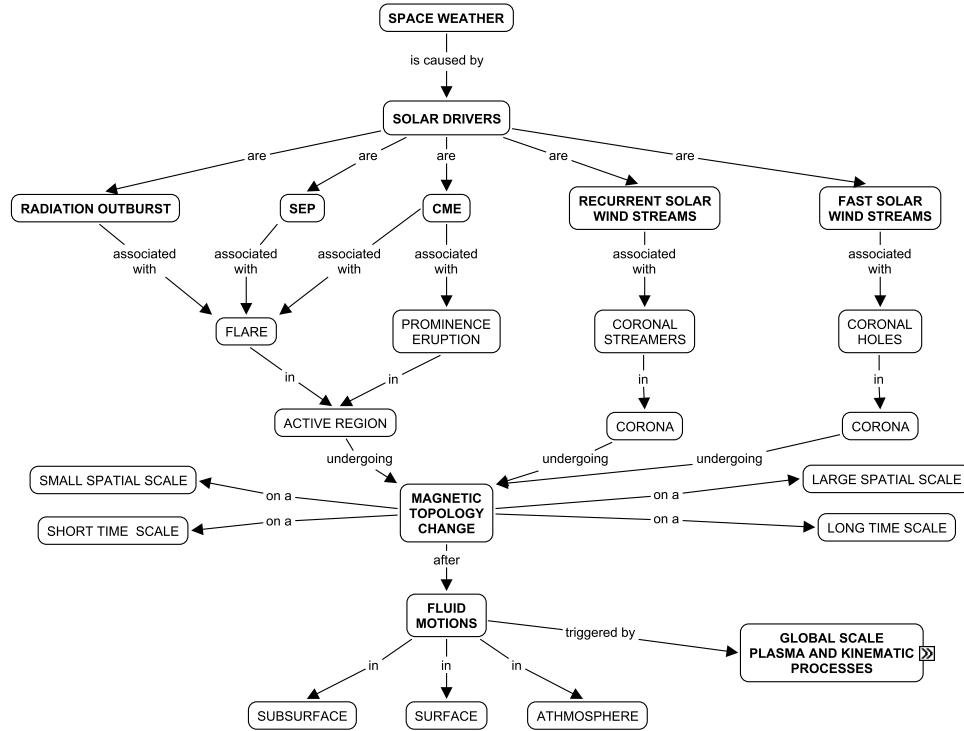 SPACE WEATHER
is caused by
SOLAR DRIVERS
are
are
are
are
are
RADIATION OUTBURST
SEP
CME
RECURRENT SOLAR
WIND STREAMS
FAST SOLAR
WIND STREAMS
associated
with
associated
with
associated
with
associated
with
associated
with
associated
with
FLARE
PROMINENCE
ERUPTION
CORONAL
STREAMERS
CORONAL
HOLES
in
in
in
in
ACTIVE REGION
CORONA
CORONA
undergoing
undergoing
undergoing
SMALL SPATIAL SCALE
on a
MAGNETIC
TOPOLOGY
CHANGE
on a
LARGE SPATIAL SCALE
SHORT TIME SCALE
on a
on a
LONG TIME SCALE
after
FLUID
MOTIONS
triggered by
GLOBAL SCALE
PLASMA AND KINEMATIC
PROCESSES
in
in
in
SUBSURFACE
SURFACE
ATHMOSPHERE